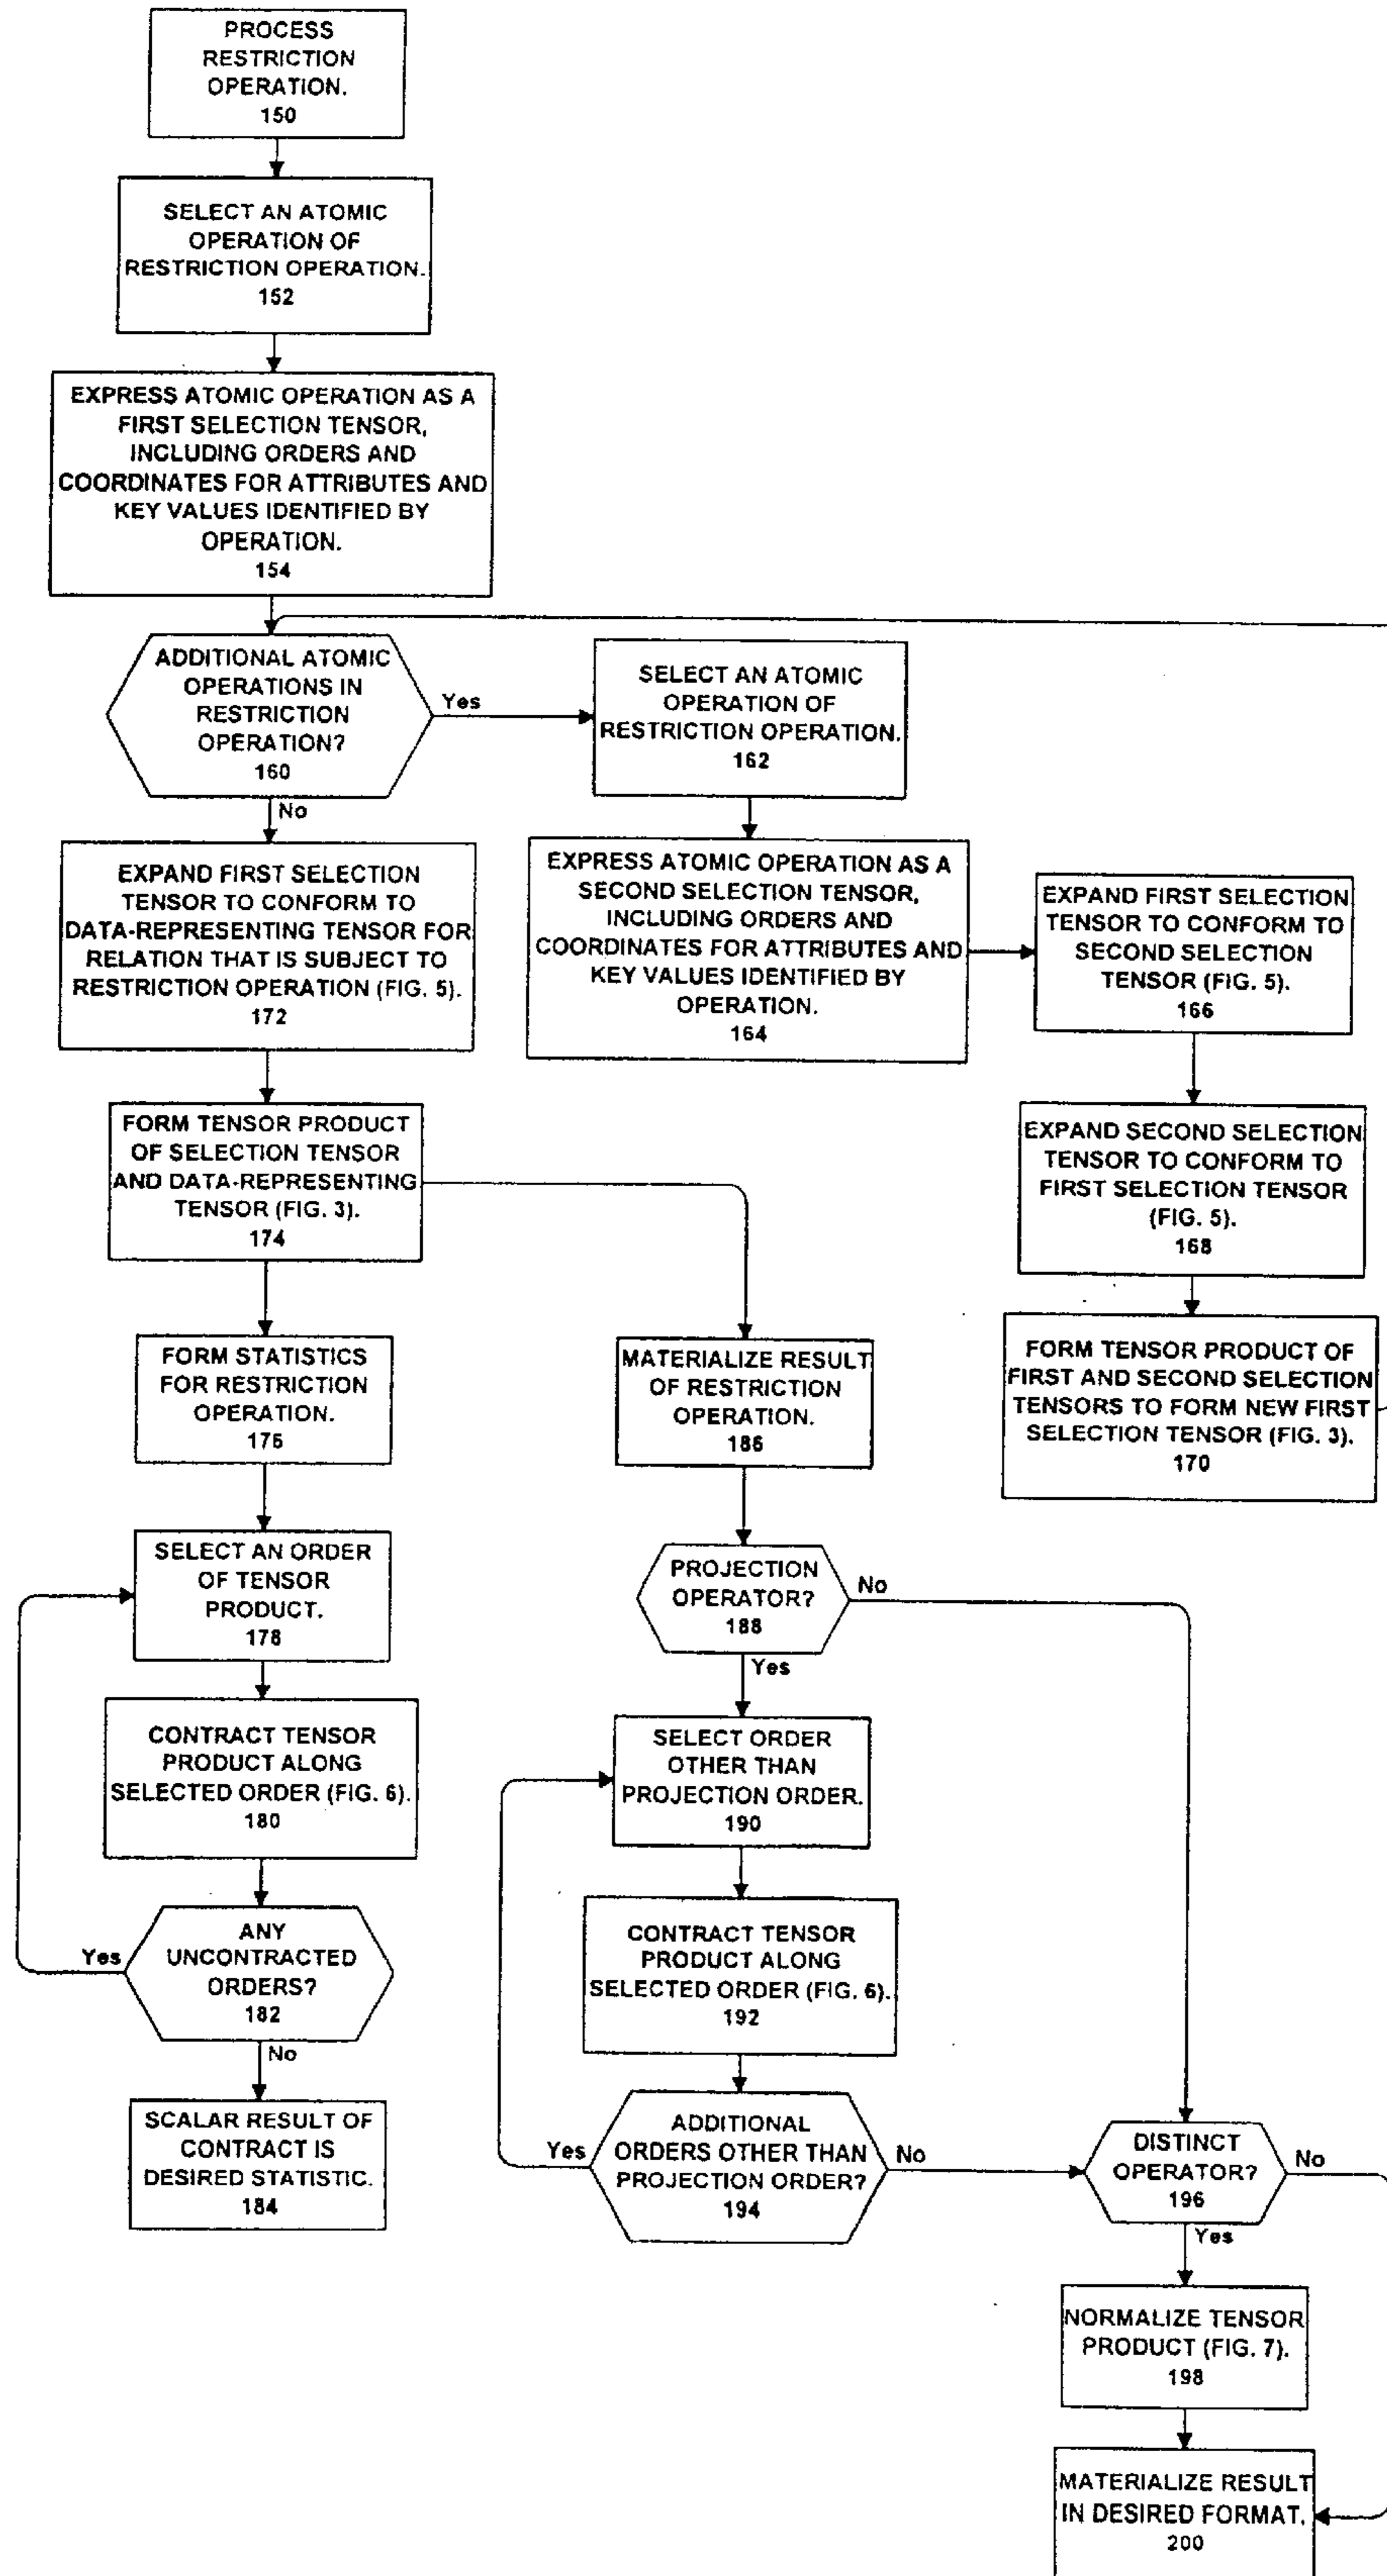 PROCESS
RESTRICTION
OPERATION.
150
SELECT AN ATOMIC
OPERATION OF
RESTRICTION OPERATION.
152
EXPRESS ATOMIC OPERATION AS A
FIRST SELECTION TENSOR,
INCLUDING ORDERS AND
COORDINATES FOR ATTRIBUTES AND
KEY VALUES IDENTIFIED BY
OPERATION.
154
ADDITIONAL ATOMIC
OPERATIONS IN
RESTRICTION
OPERATION?
160
Yes
No
SELECT AN ATOMIC
OPERATION OF
RESTRICTION OPERATION.
162
EXPAND FIRST SELECTION
TENSOR TO CONFORM TO
DATA-REPRESENTING TENSOR FOR
RELATION THAT IS SUBJECT TO
RESTRICTION OPERATION (FIG. 5).
172
EXPRESS ATOMIC OPERATION AS A
SECOND SELECTION TENSOR,
INCLUDING ORDERS AND
COORDINATES FOR ATTRIBUTES AND
KEY VALUES IDENTIFIED BY
OPERATION.
164
EXPAND FIRST SELECTION
TENSOR TO CONFORM TO
SECOND SELECTION
TENSOR (FIG. 5).
166
EXPAND SECOND SELECTION
TENSOR TO CONFORM TO
FIRST SELECTION TENSOR
(FIG. 5).
168
FORM TENSOR PRODUCT OF
FIRST AND SECOND SELECTION
TENSORS TO FORM NEW FIRST
SELECTION TENSOR (FIG. 3).
170
FORM TENSOR PRODUCT
OF SELECTION TENSOR
AND DATA-REPRESENTING
TENSOR (FIG. 3).
174
FORM STATISTICS
FOR RESTRICTION
OPERATION.
176
SELECT AN ORDER
OF TENSOR
PRODUCT.
178
CONTRACT TENSOR
PRODUCT ALONG
SELECTED ORDER (FIG. 6).
180
ANY
UNCONTRACTED
ORDERS?
182
Yes
No
SCALAR RESULT OF
CONTRACT IS
DESIRED STATISTIC.
184
MATERIALIZE RESULT
OF RESTRICTION
OPERATION.
186
PROJECTION
OPERATOR?
188
No
Yes
SELECT ORDER
OTHER THAN
PROJECTION ORDER.
190
CONTRACT TENSOR
PRODUCT ALONG
SELECTED ORDER (FIG. 6).
192
ADDITIONAL
ORDERS OTHER THAN
PROJECTION ORDER?
194
Yes
No
DISTINCT
OPERATOR?
196
No
Yes
NORMALIZE TENSOR
PRODUCT (FIG. 7).
198
MATERIALIZE RESULT
IN DESIRED FORMAT.
200